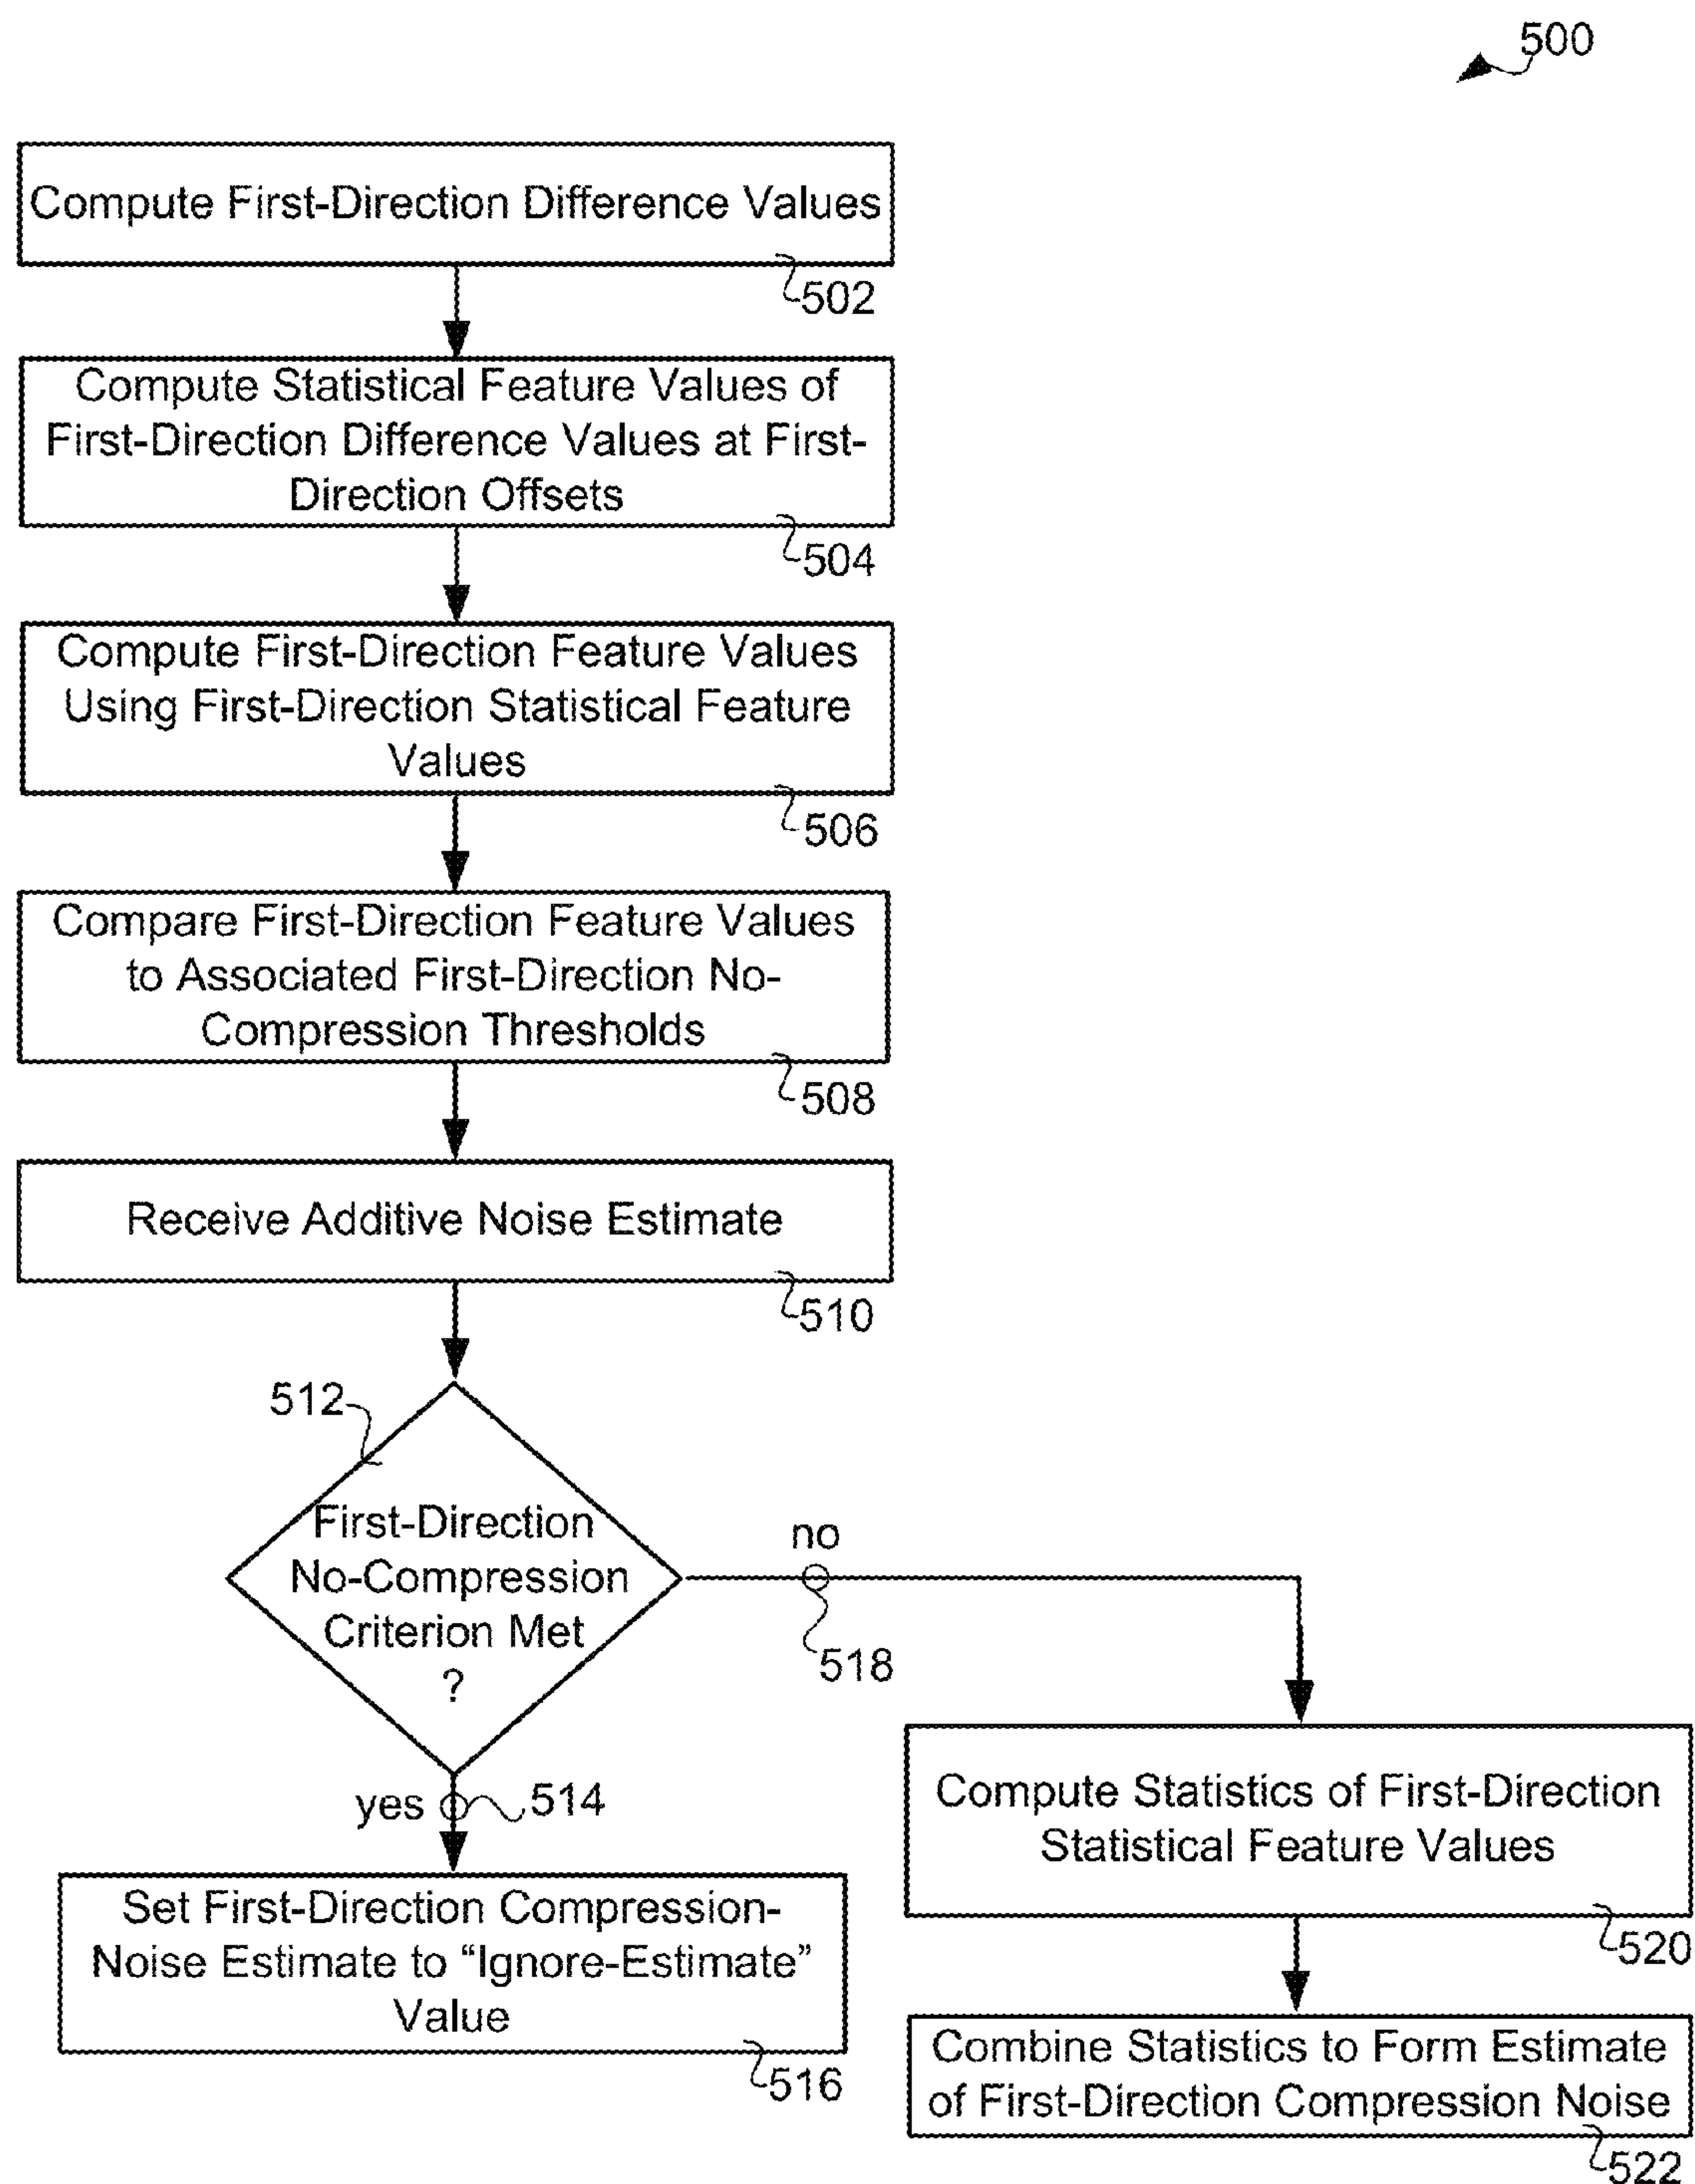 500
Compute First-Direction Difference Values
502
Compute Statistical Feature Values of
First-Direction Difference Values at First-
Direction Offsets
504
Compute First-Direction Feature Values
Using First-Direction Statistical Feature
Values
506
Compare First-Direction Feature Values
to Associated First-Direction No-
Compression Thresholds
508
Receive Additive Noise Estimate
510
512
First-Direction
No-Compression
Criterion Met
?
no
518
yes
514
Set First-Direction Compression-
Noise Estimate to “Ignore-Estimate”
Value
516
Compute Statistics of First-Direction
Statistical Feature Values
520
Combine Statistics to Form Estimate
of First-Direction Compression Noise
522